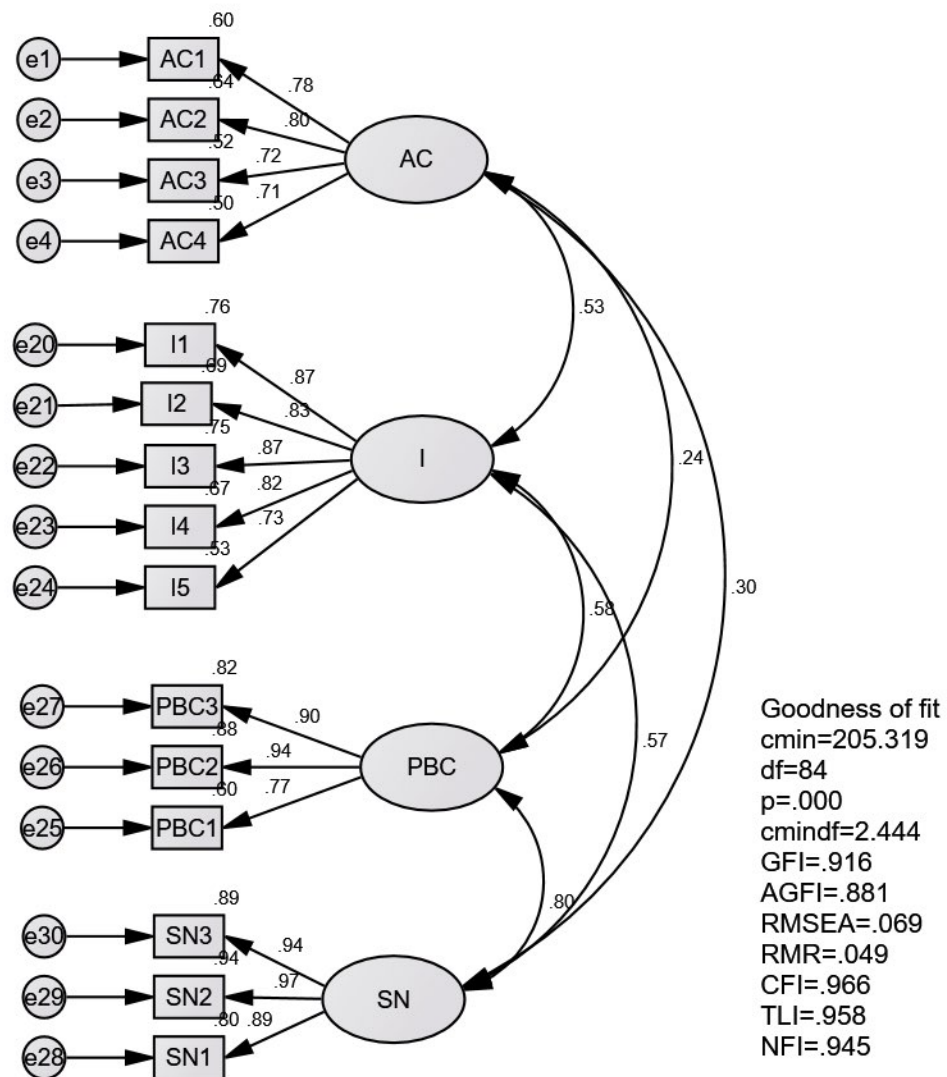 .60
e1 AC1
.78
.64
e2 AC2
.80
.52
e3 AC3
.72
.50
e4 AC4
.71
AC
.53
.76
e20 I1
.87
.69
e21 I2
.83
.75
e22 I3
.87
.67
e23 I4
.82
.53
e24 I5
.73
I
.24
.58
.30
.82
e27 PBC3
.90
.88
e26 PBC2
.94
.60
e25 PBC1
.77
PBC
.57
.89
e30 SN3
.94
.94
e29 SN2
.97
.80
e28 SN1
.89
SN
.80
Goodness of fit
cmin=205.319
df=84
p=.000
cmindf=2.444
GFI=.916
AGFI=.881
RMSEA=.069
RMR=.049
CFI=.966
TLI=.958
NFI=.945